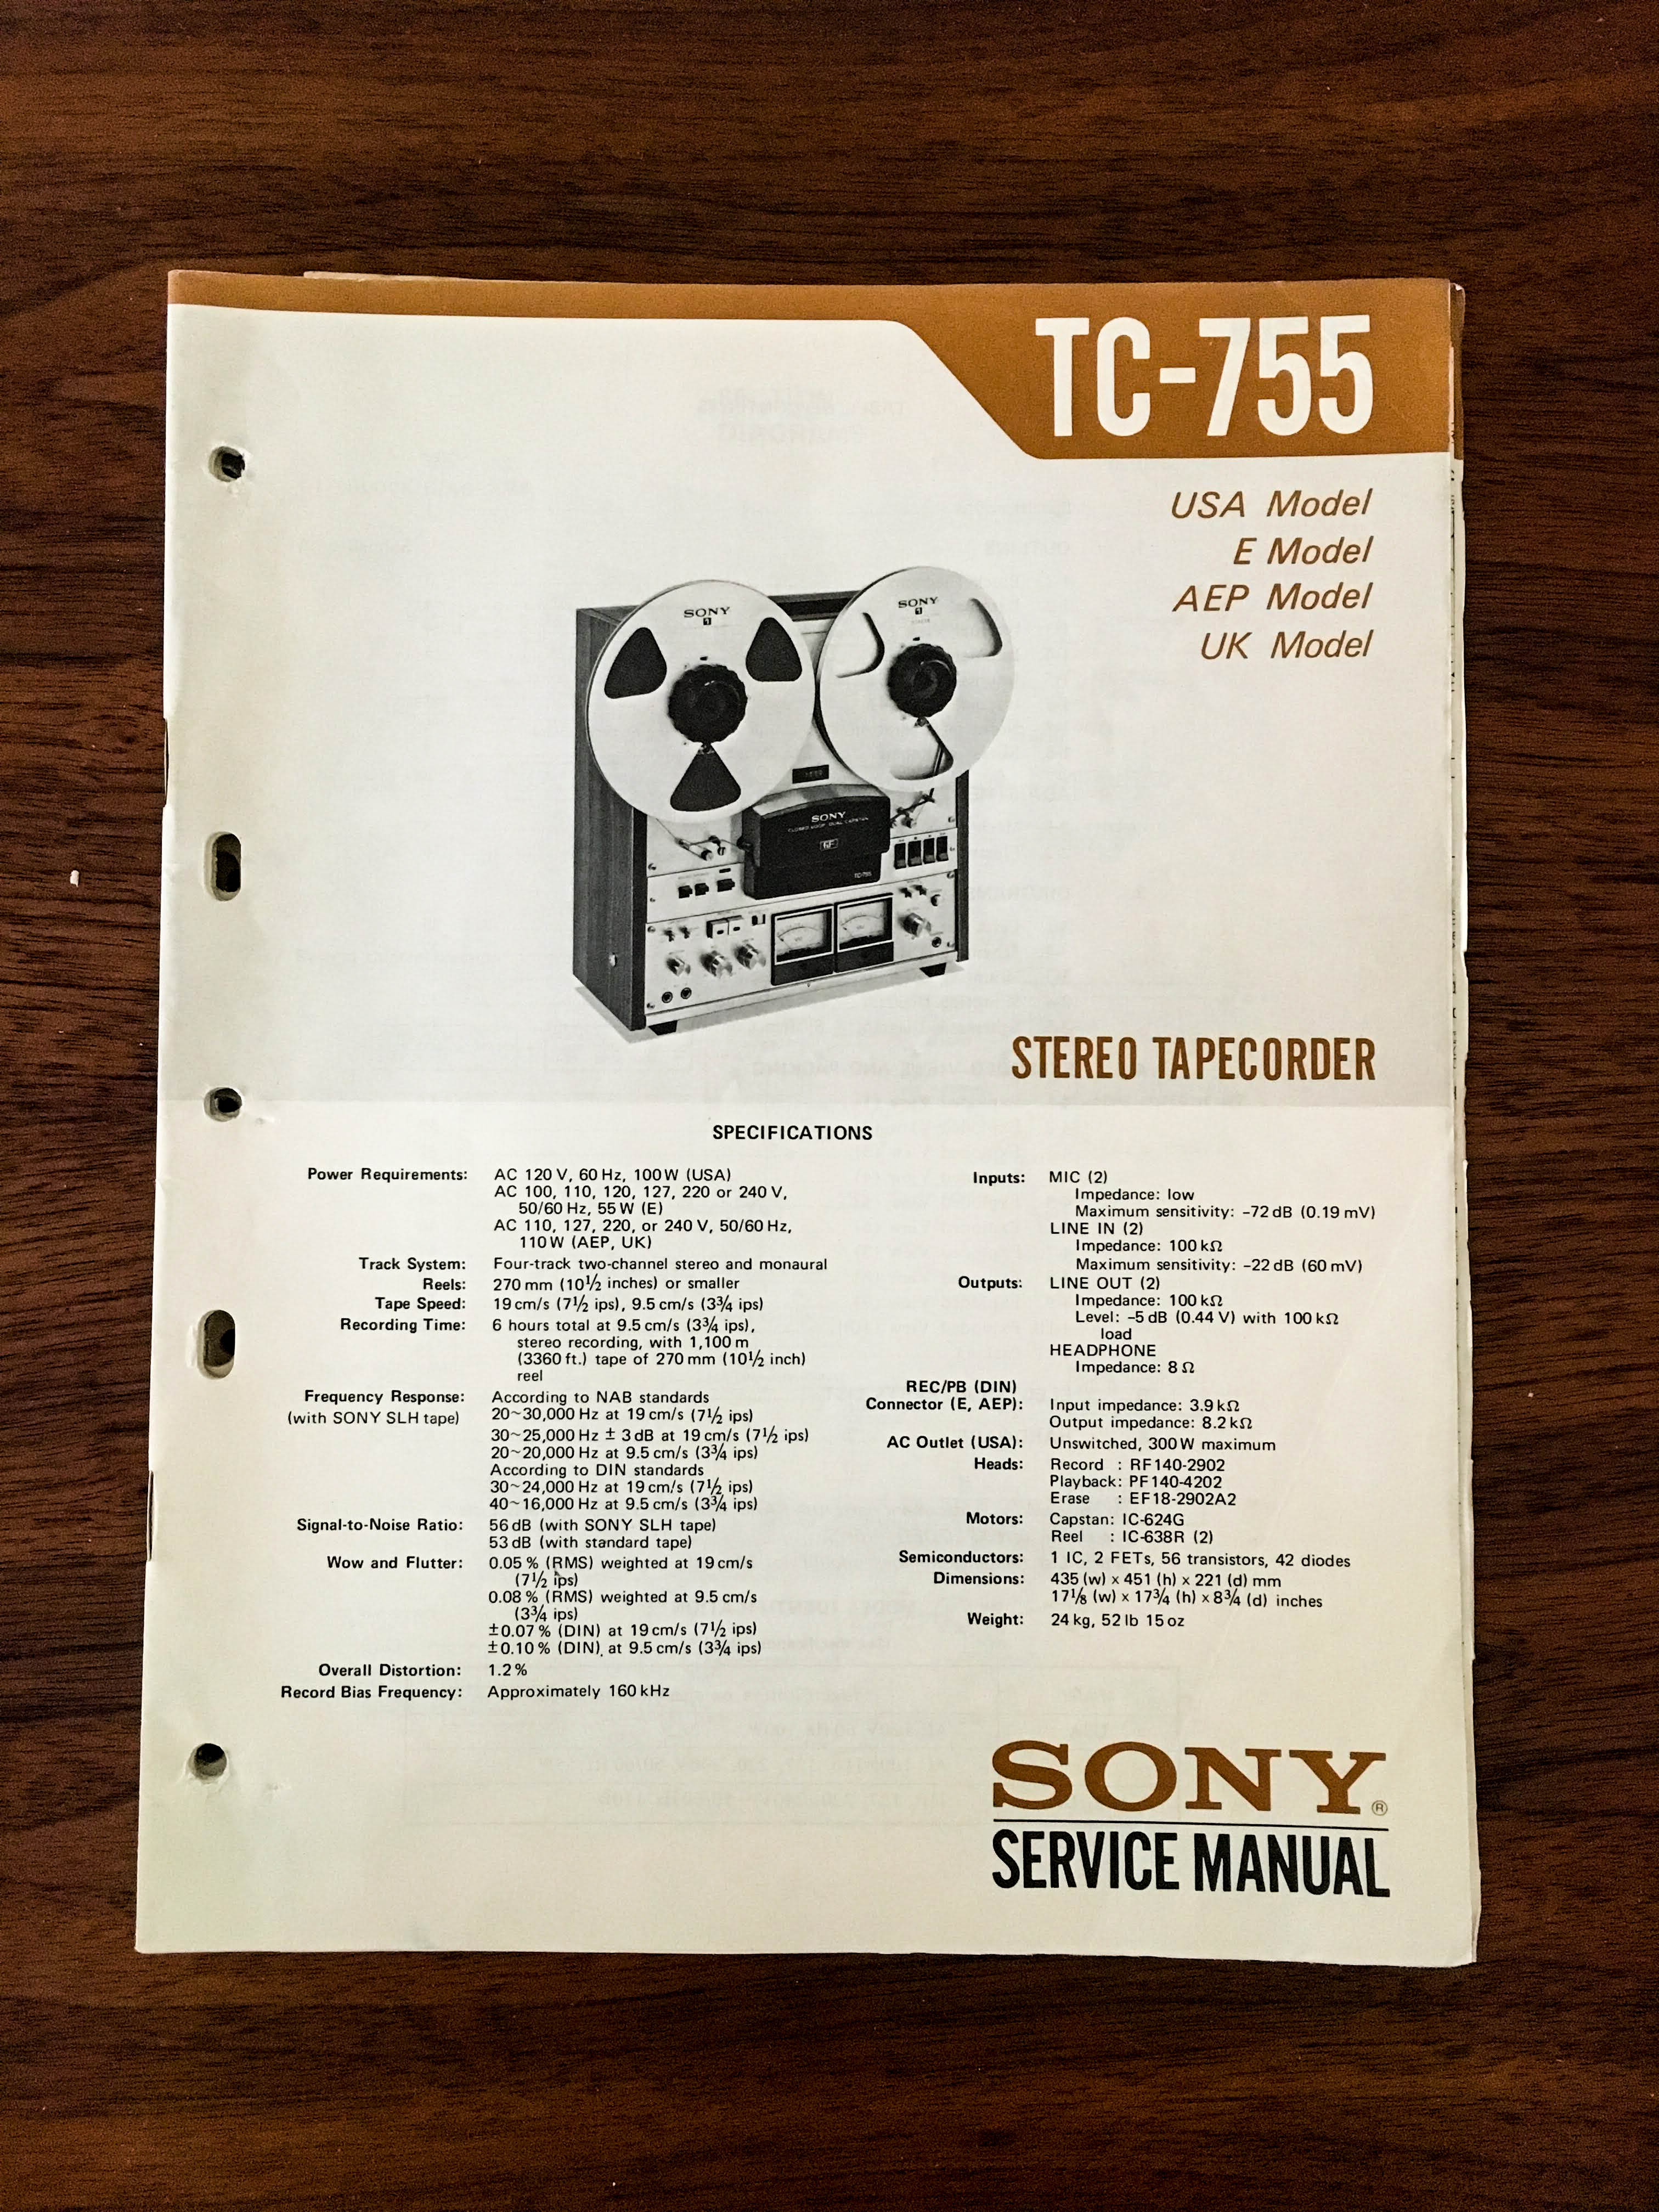 TC-755
USA Model
E Model
AEP Model
UK Model
SONY
SONY
SONY
CLOSED LOOP DUAL CAPSTAN
TC-755
STEREO TAPECORDER
SPECIFICATIONS
Power Requirements: AC 120 V, 60 Hz, 100 W (USA)
AC 100, 110, 120, 127, 220 or 240 V,
50/60 Hz, 55 W (E)
AC 110, 127, 220, or 240 V, 50/60 Hz,
110 W (AEP, UK)
Track System: Four-track two-channel stereo and monaural
Reels: 270 mm (10½ inches) or smaller
Tape Speed: 19 cm/s (7½ ips), 9.5 cm/s (3¾ ips)
Recording Time: 6 hours total at 9.5 cm/s (3¾ ips),
stereo recording, with 1,100 m
(3360 ft.) tape of 270 mm (10½ inch)
reel
Frequency Response: According to NAB standards
(with SONY SLH tape) 20~30,000 Hz at 19 cm/s (7½ ips)
30~25,000 Hz ± 3 dB at 19 cm/s (7½ ips)
20~20,000 Hz at 9.5 cm/s (3¾ ips)
According to DIN standards
30~24,000 Hz at 19 cm/s (7½ ips)
40~16,000 Hz at 9.5 cm/s (3¾ ips)
Signal-to-Noise Ratio: 56 dB (with SONY SLH tape)
53 dB (with standard tape)
Wow and Flutter: 0.05 % (RMS) weighted at 19 cm/s
(7½ ips)
0.08 % (RMS) weighted at 9.5 cm/s
(3¾ ips)
±0.07 % (DIN) at 19 cm/s (7½ ips)
±0.10 % (DIN) at 9.5 cm/s (3¾ ips)
Overall Distortion: 1.2 %
Record Bias Frequency: Approximately 160 kHz
Inputs: MIC (2)
Impedance: low
Maximum sensitivity: -72 dB (0.19 mV)
LINE IN (2)
Impedance: 100 kΩ
Maximum sensitivity: -22 dB (60 mV)
Outputs: LINE OUT (2)
Impedance: 100 kΩ
Level: -5 dB (0.44 V) with 100 kΩ
load
HEADPHONE
Impedance: 8 Ω
REC/PB (DIN)
Connector (E, AEP): Input impedance: 3.9 kΩ
Output impedance: 8.2 kΩ
AC Outlet (USA): Unswitched, 300 W maximum
Heads: Record : RF140-2902
Playback: PF140-4202
Erase : EF18-2902A2
Motors: Capstan: IC-624G
Reel : IC-638R (2)
Semiconductors: 1 IC, 2 FETs, 56 transistors, 42 diodes
Dimensions: 435 (w) x 451 (h) x 221 (d) mm
17⅛ (w) x 17¾ (h) x 8¾ (d) inches
Weight: 24 kg, 52 lb 15 oz
SONY®
SERVICE MANUAL